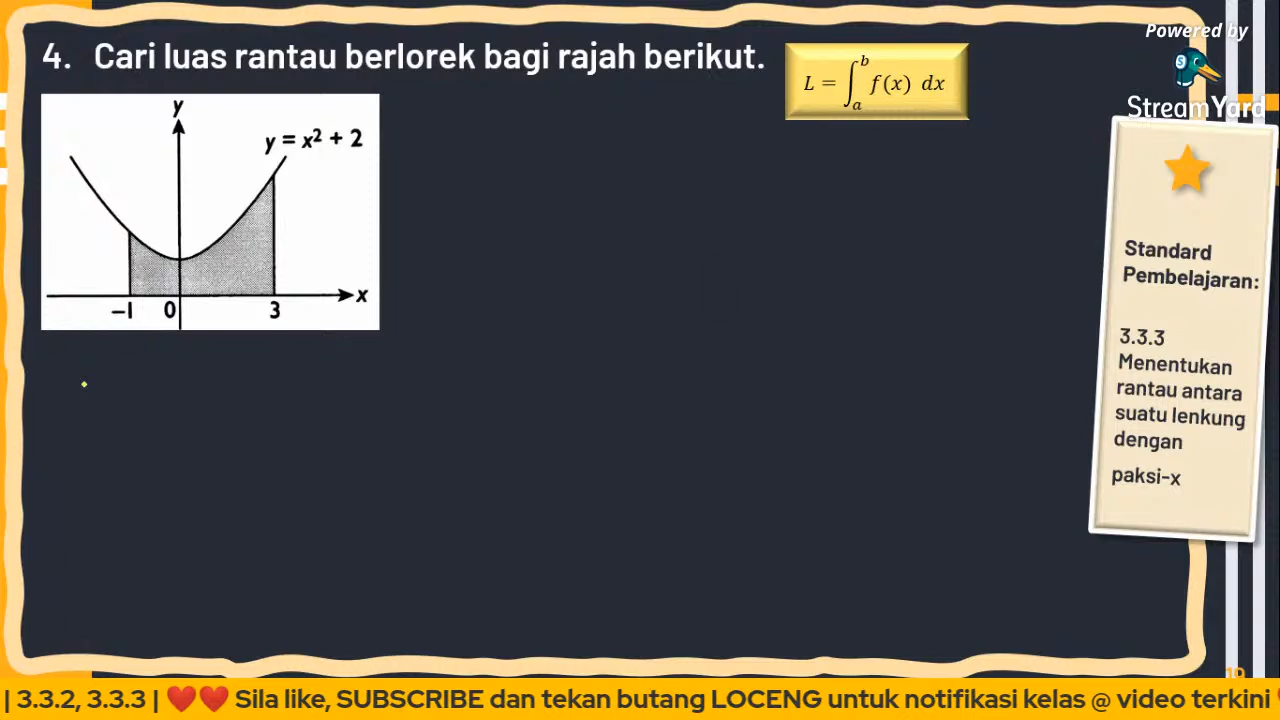 4. Cari luas rantau berlorek bagi rajah berikut.
L = ∫ₐᵇ f(x) dx
Powered by
StreamYard
y
y = x² + 2
x
−1 0 3
Standard
Pembelajaran:
3.3.3
Menentukan
rantau antara
suatu lenkung
dengan
paksi-x
19
| 3.3.2, 3.3.3 | ❤️❤️ Sila like, SUBSCRIBE dan tekan butang LOCENG untuk notifikasi kelas @ video terkini